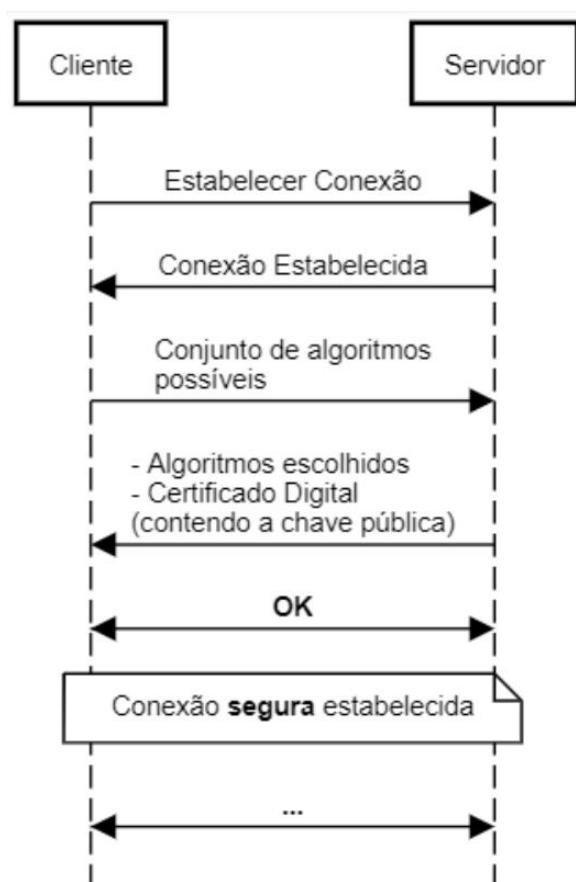 Cliente
Servidor
Estabelecer Conexão
Conexão Estabelecida
Conjunto de algoritmos
possíveis
- Algoritmos escolhidos
- Certificado Digital
(contendo a chave pública)
OK
Conexão segura estabelecida
...